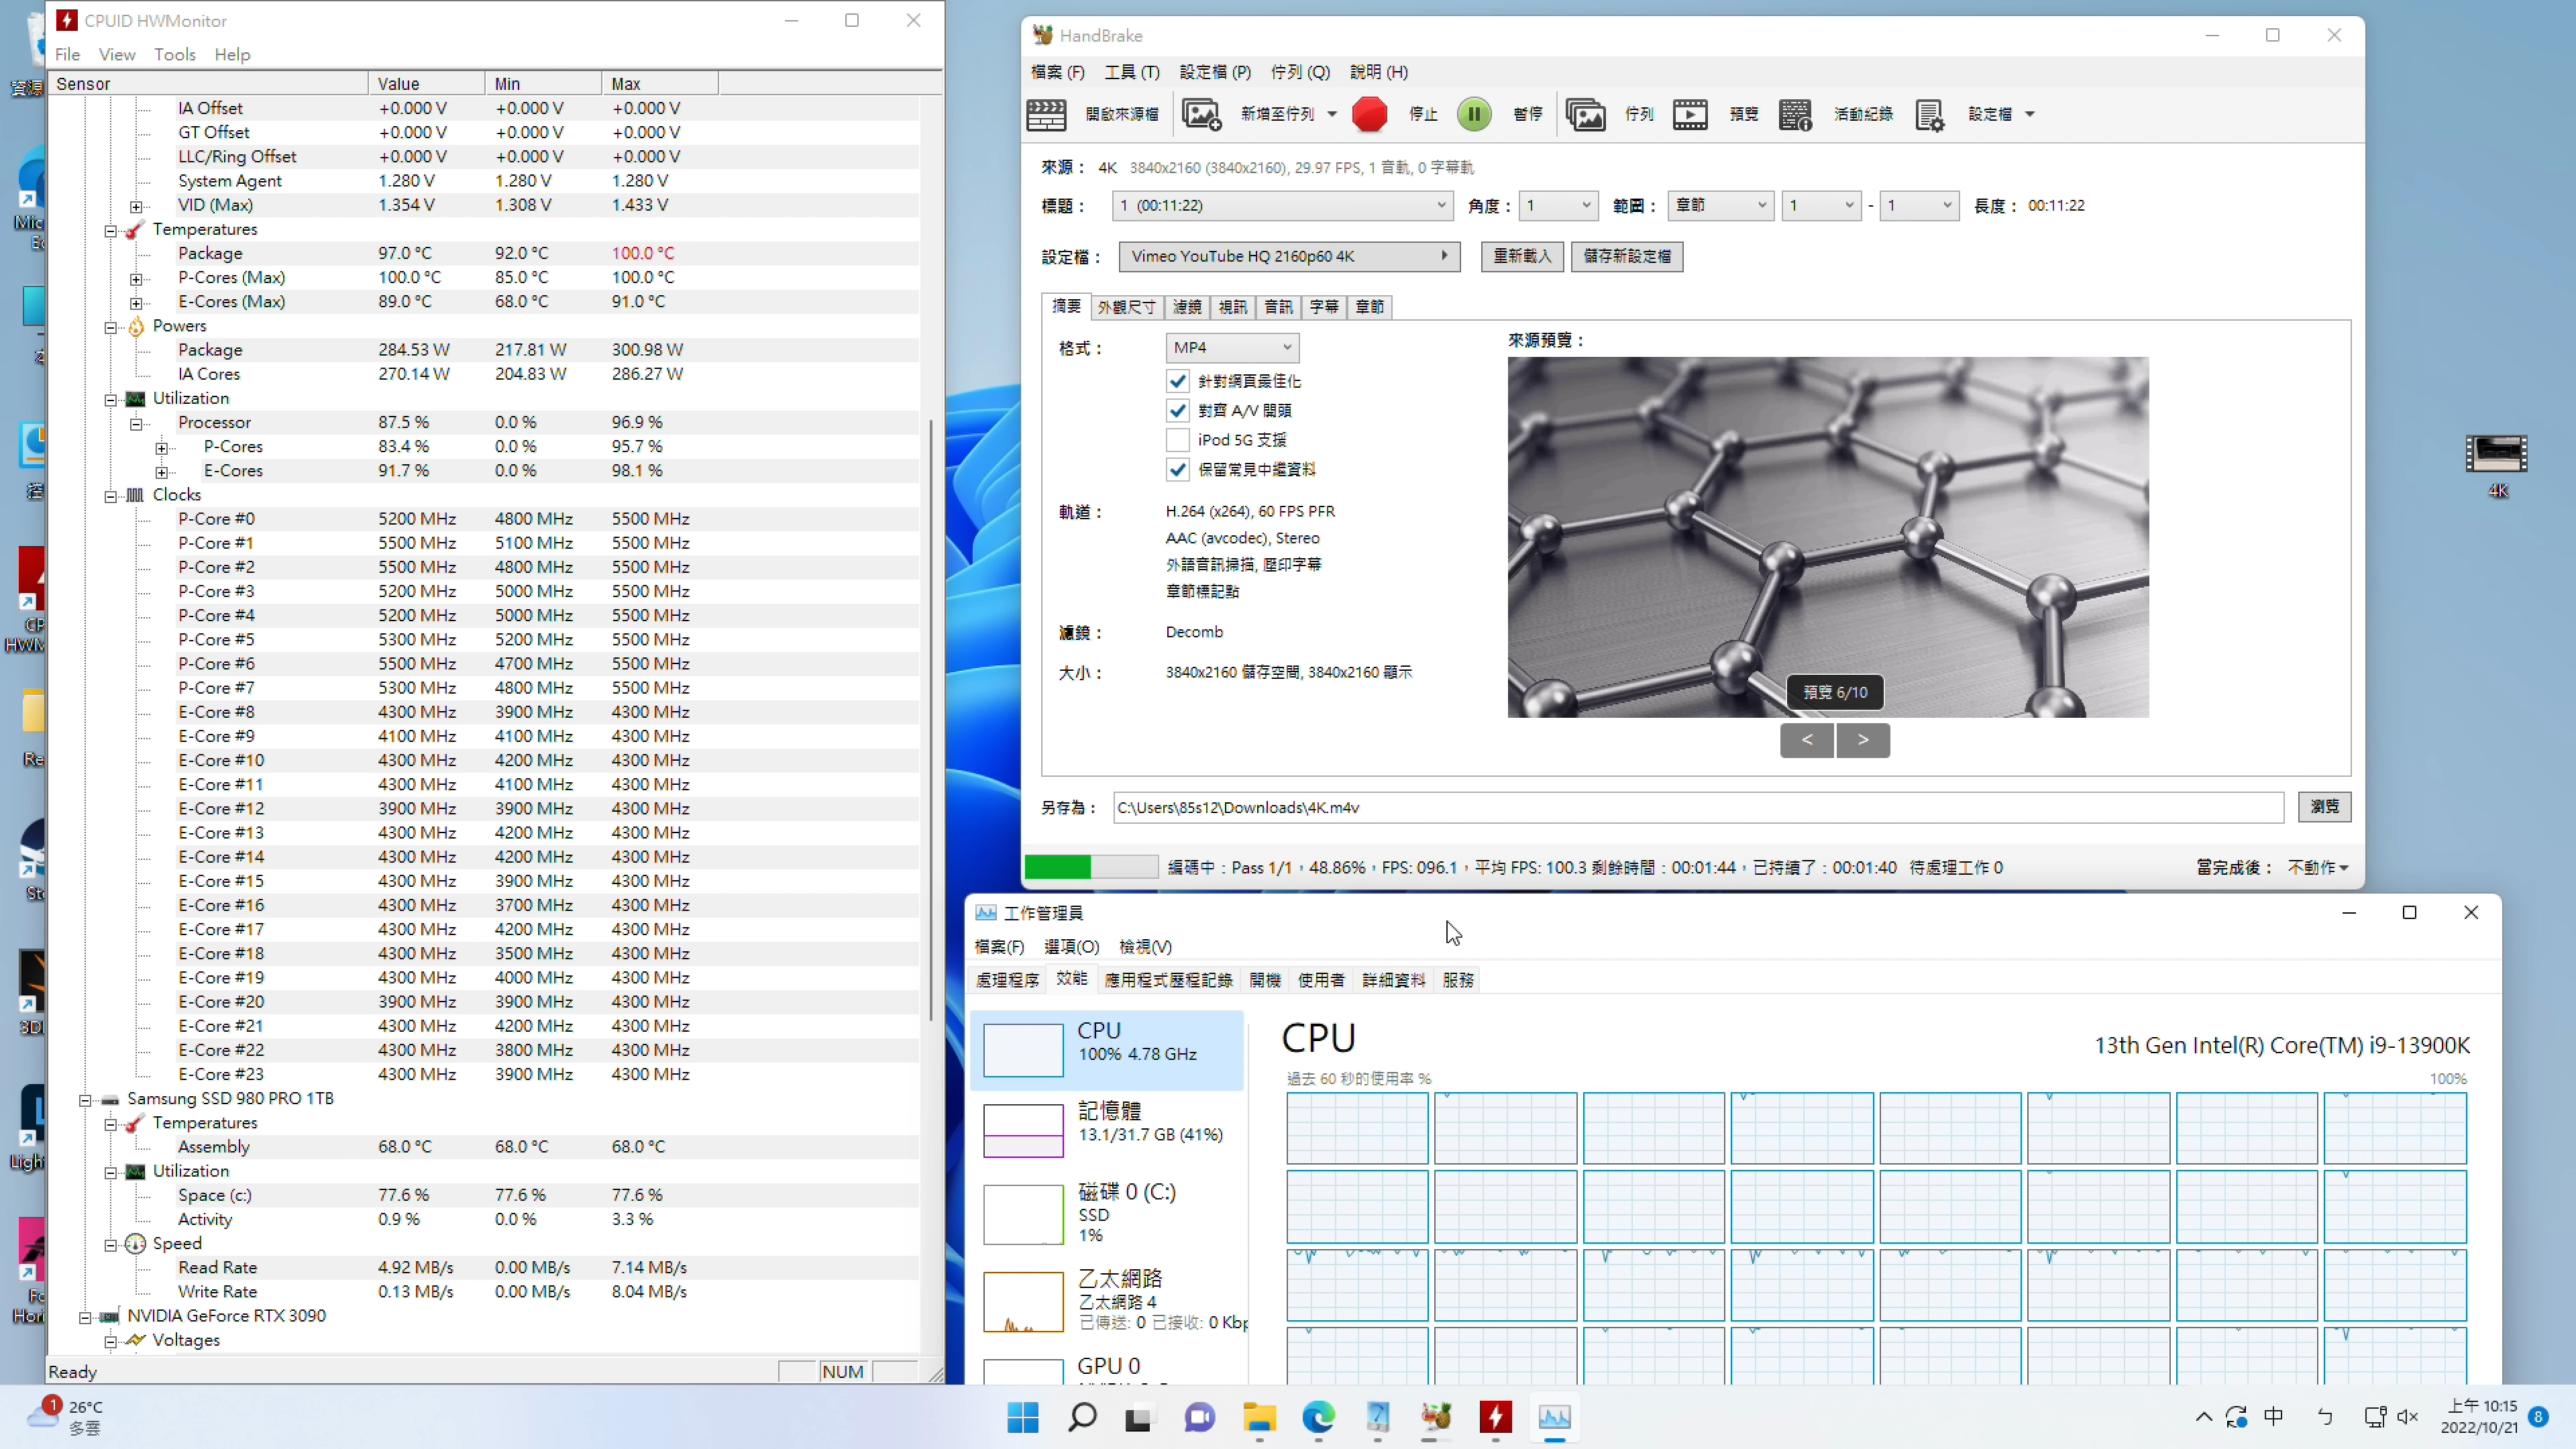 CPUID HWMonitor
File View Tools Help
Sensor Value Min Max
IA Offset +0.000 V +0.000 V +0.000 V
GT Offset +0.000 V +0.000 V +0.000 V
LLC/Ring Offset +0.000 V +0.000 V +0.000 V
System Agent 1.280 V 1.280 V 1.280 V
VID (Max) 1.354 V 1.308 V 1.433 V
Temperatures
Package 97.0 °C 92.0 °C 100.0 °C
P-Cores (Max) 100.0 °C 85.0 °C 100.0 °C
E-Cores (Max) 89.0 °C 68.0 °C 91.0 °C
Powers
Package 284.53 W 217.81 W 300.98 W
IA Cores 270.14 W 204.83 W 286.27 W
Utilization
Processor 87.5 % 0.0 % 96.9 %
P-Cores 83.4 % 0.0 % 95.7 %
E-Cores 91.7 % 0.0 % 98.1 %
Clocks
P-Core #0 5200 MHz 4800 MHz 5500 MHz
P-Core #1 5500 MHz 5100 MHz 5500 MHz
P-Core #2 5500 MHz 4800 MHz 5500 MHz
P-Core #3 5200 MHz 5000 MHz 5500 MHz
P-Core #4 5200 MHz 5000 MHz 5500 MHz
P-Core #5 5300 MHz 5200 MHz 5500 MHz
P-Core #6 5500 MHz 4700 MHz 5500 MHz
P-Core #7 5300 MHz 4800 MHz 5500 MHz
E-Core #8 4300 MHz 3900 MHz 4300 MHz
E-Core #9 4100 MHz 4100 MHz 4300 MHz
E-Core #10 4300 MHz 4200 MHz 4300 MHz
E-Core #11 4300 MHz 4100 MHz 4300 MHz
E-Core #12 3900 MHz 3900 MHz 4300 MHz
E-Core #13 4300 MHz 4200 MHz 4300 MHz
E-Core #14 4300 MHz 4200 MHz 4300 MHz
E-Core #15 4300 MHz 3900 MHz 4300 MHz
E-Core #16 4300 MHz 3700 MHz 4300 MHz
E-Core #17 4300 MHz 4200 MHz 4300 MHz
E-Core #18 4300 MHz 3500 MHz 4300 MHz
E-Core #19 4300 MHz 4000 MHz 4300 MHz
E-Core #20 3900 MHz 3900 MHz 4300 MHz
E-Core #21 4300 MHz 4200 MHz 4300 MHz
E-Core #22 4300 MHz 3800 MHz 4300 MHz
E-Core #23 4300 MHz 3900 MHz 4300 MHz
Samsung SSD 980 PRO 1TB
Temperatures
Assembly 68.0 °C 68.0 °C 68.0 °C
Utilization
Space (c:) 77.6 % 77.6 % 77.6 %
Activity 0.9 % 0.0 % 3.3 %
Speed
Read Rate 4.92 MB/s 0.00 MB/s 7.14 MB/s
Write Rate 0.13 MB/s 0.00 MB/s 8.04 MB/s
NVIDIA GeForce RTX 3090
Voltages
Ready NUM
HandBrake
檔案 (F) 工具 (T) 設定檔 (P) 佇列 (Q) 說明 (H)
開啟來源檔 新增至佇列 停止 暫停 佇列 預覽 活動紀錄 設定檔
來源： 4K 3840x2160 (3840x2160), 29.97 FPS, 1 音軌, 0 字幕軌
標題： 1 (00:11:22) 角度： 1 範圍： 章節 1 - 1 長度： 00:11:22
設定檔： Vimeo YouTube HQ 2160p60 4K 重新載入 儲存新設定檔
摘要 外觀尺寸 濾鏡 視訊 音訊 字幕 章節
格式： MP4
針對網頁最佳化
對齊 A/V 開頭
iPod 5G 支援
保留常見中繼資料
軌道： H.264 (x264), 60 FPS PFR
AAC (avcodec), Stereo
外語音訊掃描, 壓印字幕
章節標記點
濾鏡： Decomb
大小： 3840x2160 儲存空間, 3840x2160 顯示
來源預覽：
預覽 6/10
< >
另存為： C:\Users\85s12\Downloads\4K.m4v 瀏覽
編碼中：Pass 1/1，48.86%，FPS: 096.1，平均 FPS: 100.3 剩餘時間：00:01:44，已持續了：00:01:40 待處理工作 0 當完成後： 不動作
工作管理員
檔案(F) 選項(O) 檢視(V)
處理程序 效能 應用程式歷程記錄 開機 使用者 詳細資料 服務
CPU
100% 4.78 GHz
記憶體
13.1/31.7 GB (41%)
磁碟 0 (C:)
SSD
1%
乙太網路
乙太網路 4
已傳送: 0 已接收: 0 Kbp
GPU 0
CPU 13th Gen Intel(R) Core(TM) i9-13900K
過去 60 秒的使用率 % 100%
4K
1 26°C
多雲
中 ㄅ
上午 10:15
2022/10/21 8